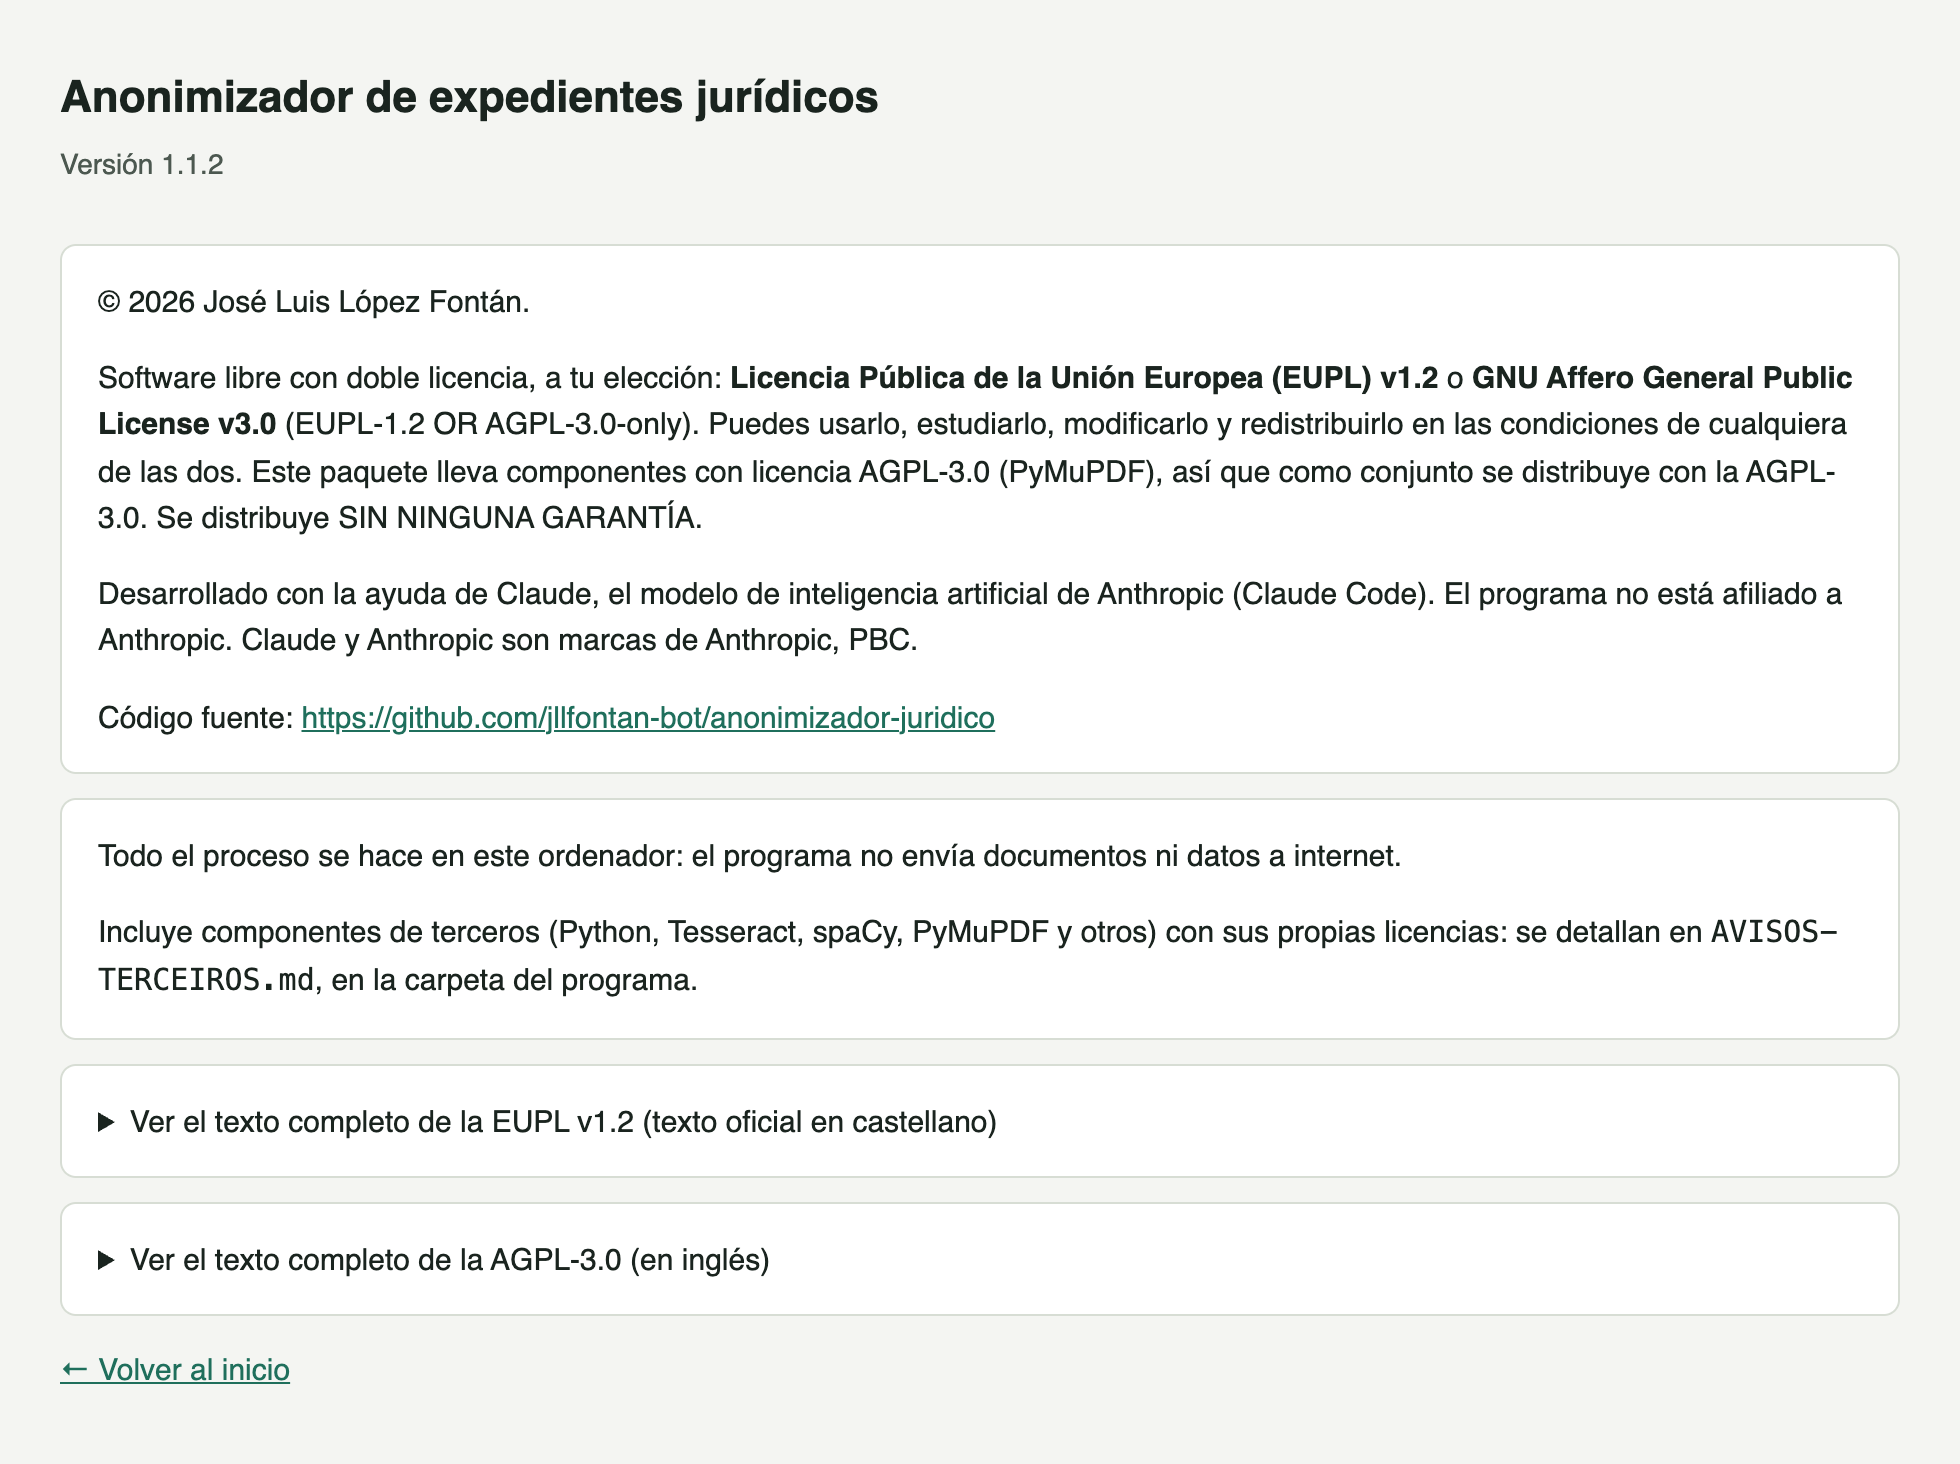 Anonimizador de expedientes jurídicos
Versión 1.1.2
© 2026 José Luis López Fontán.
Software libre con doble licencia, a tu elección: Licencia Pública de la Unión Europea (EUPL) v1.2 o GNU Affero General Public
License v3.0 (EUPL-1.2 OR AGPL-3.0-only). Puedes usarlo, estudiarlo, modificarlo y redistribuirlo en las condiciones de cualquiera
de las dos. Este paquete lleva componentes con licencia AGPL-3.0 (PyMuPDF), así que como conjunto se distribuye con la AGPL-
3.0. Se distribuye SIN NINGUNA GARANTÍA.
Desarrollado con la ayuda de Claude, el modelo de inteligencia artificial de Anthropic (Claude Code). El programa no está afiliado a
Anthropic. Claude y Anthropic son marcas de Anthropic, PBC.
Código fuente: https://github.com/jllfontan-bot/anonimizador-juridico
Todo el proceso se hace en este ordenador: el programa no envía documentos ni datos a internet.
Incluye componentes de terceros (Python, Tesseract, spaCy, PyMuPDF y otros) con sus propias licencias: se detallan en AVISOS-
TERCEIROS.md, en la carpeta del programa.
▶ Ver el texto completo de la EUPL v1.2 (texto oficial en castellano)
▶ Ver el texto completo de la AGPL-3.0 (en inglés)
← Volver al inicio